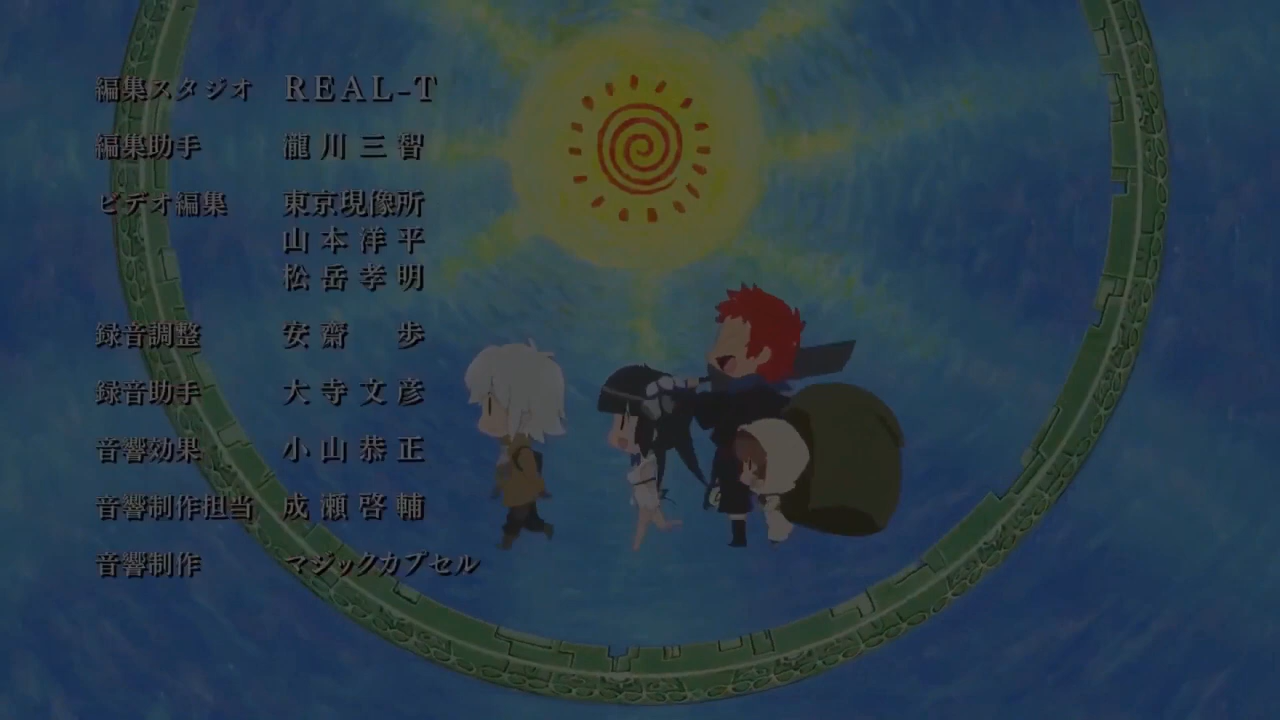 編集スタジオ REAL-T
編集助手 瀧川三智
ビデオ編集 東京現像所
山本洋平
松岳孝明
録音調整 安齋 歩
録音助手 大寺文彦
音響効果 小山恭正
音響制作担当 成瀬啓輔
音響制作 マジックカプセル